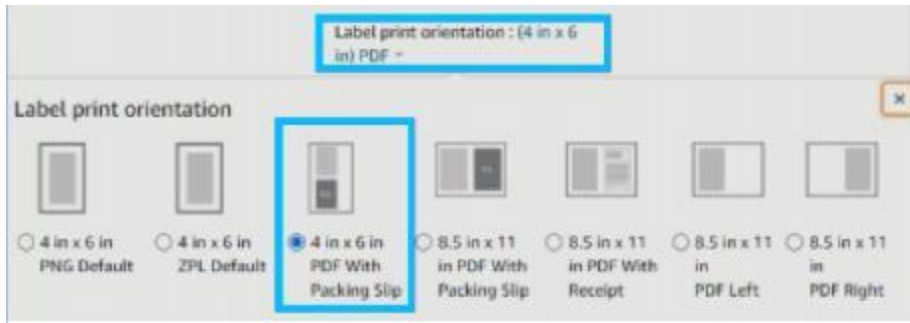 Label print orientation : (4 in x 6
in) PDF
Label print orientation
4 in x 6 in
PNG Default
4 in x 6 in
ZPL Default
4 in x 6 in
PDF With
Packing Slip
8.5 in x 11
in PDF With
Packing Slip
8.5 in x 11
in PDF With
Receipt
8.5 in x 11
in
PDF Left
8.5 in x 11
in
PDF Right